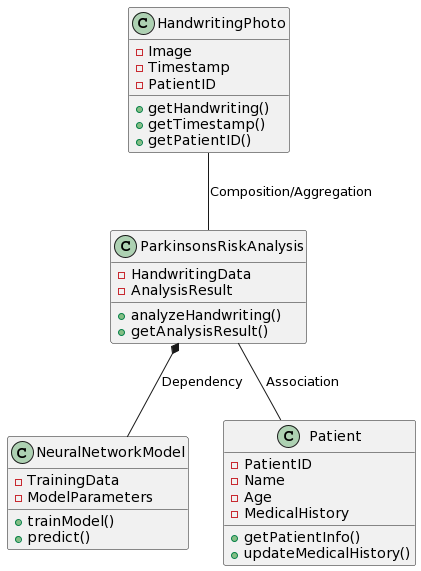 C HandwritingPhoto
Image
Timestamp
PatientID
getHandwriting()
getTimestamp()
getPatientID()
Composition/Aggregation
C ParkinsonsRiskAnalysis
HandwritingData
AnalysisResult
analyzeHandwriting()
getAnalysisResult()
Dependency
Association
C NeuralNetworkModel
TrainingData
ModelParameters
trainModel()
predict()
C Patient
PatientID
Name
Age
MedicalHistory
getPatientInfo()
updateMedicalHistory()